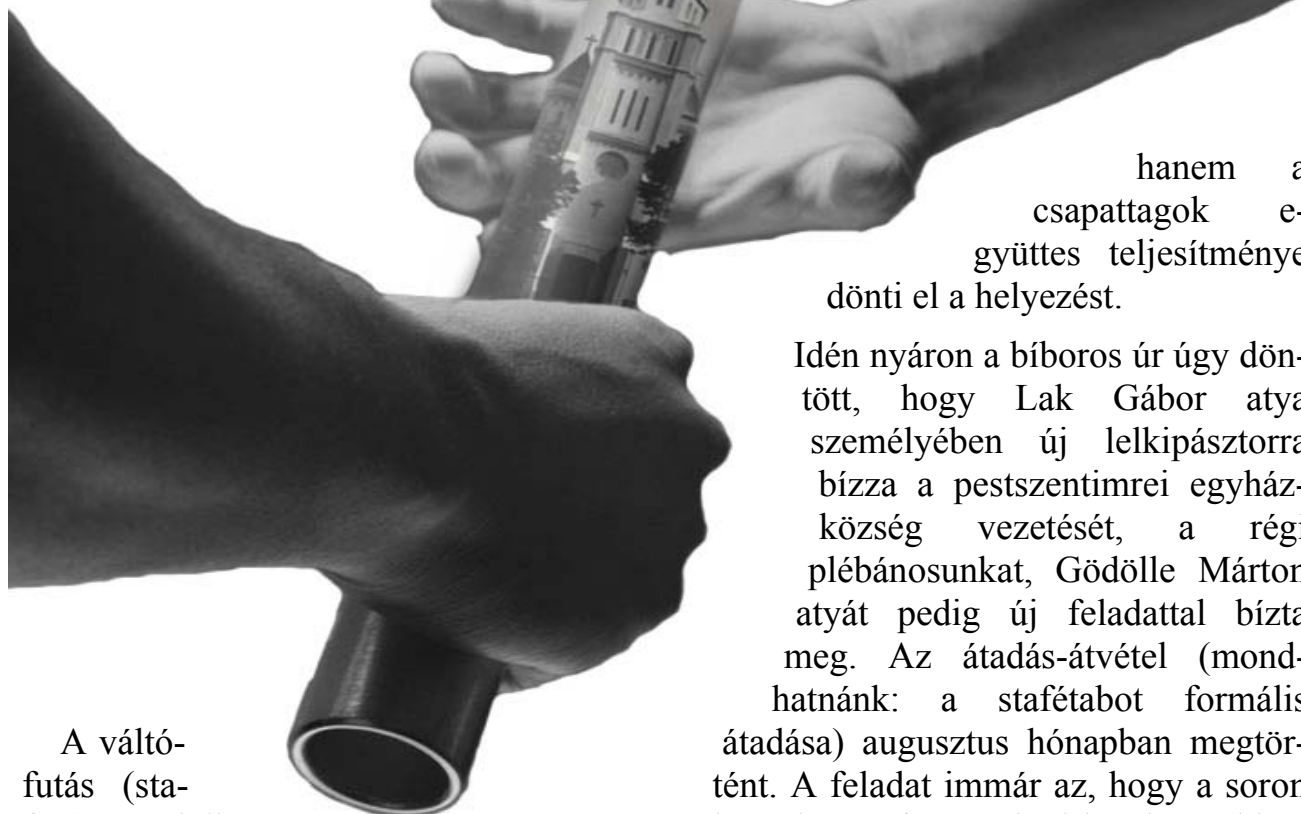 A váltó-
futás (sta-
hanem a
csapattagok e-
gyüttes teljesítménye
dönti el a helyezést.
Idén nyáron a bíboros úr úgy dön-
tött, hogy Lak Gábor atya
személyében új lelkipásztorra
bízza a pestszentimrei egyház-
község vezetését, a régi
plébánosunkat, Gödölle Márton
atyát pedig új feladattal bízta
meg. Az átadás-átvétel (mond-
hatnánk: a stafétabot formális
átadása) augusztus hónapban megtör-
tént. A feladat immár az, hogy a soron